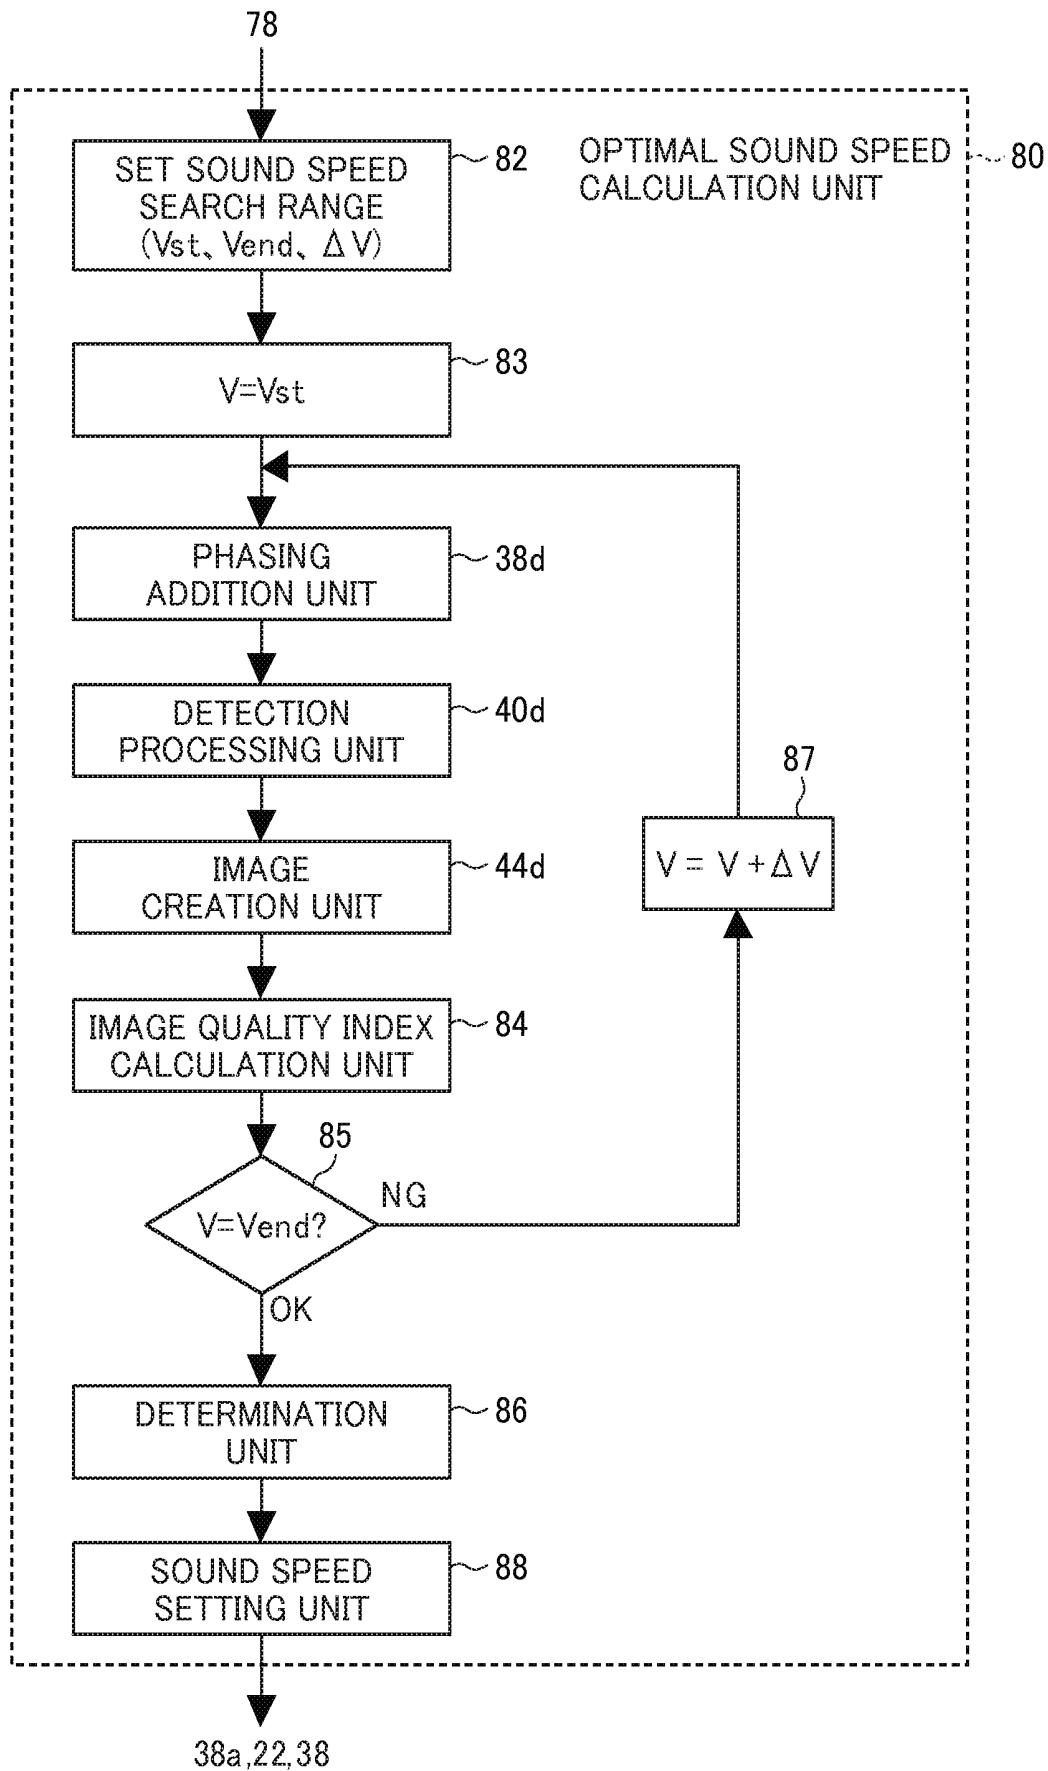 78
SET SOUND SPEED
SEARCH RANGE
(Vst、Vend、ΔV)
82
OPTIMAL SOUND SPEED
CALCULATION UNIT
80
V=Vst
83
PHASING
ADDITION UNIT
38d
DETECTION
PROCESSING UNIT
40d
87
V = V + ΔV
IMAGE
CREATION UNIT
44d
IMAGE QUALITY INDEX
CALCULATION UNIT
84
85
V=Vend?
NG
OK
DETERMINATION
UNIT
86
SOUND SPEED
SETTING UNIT
88
38a,22,38